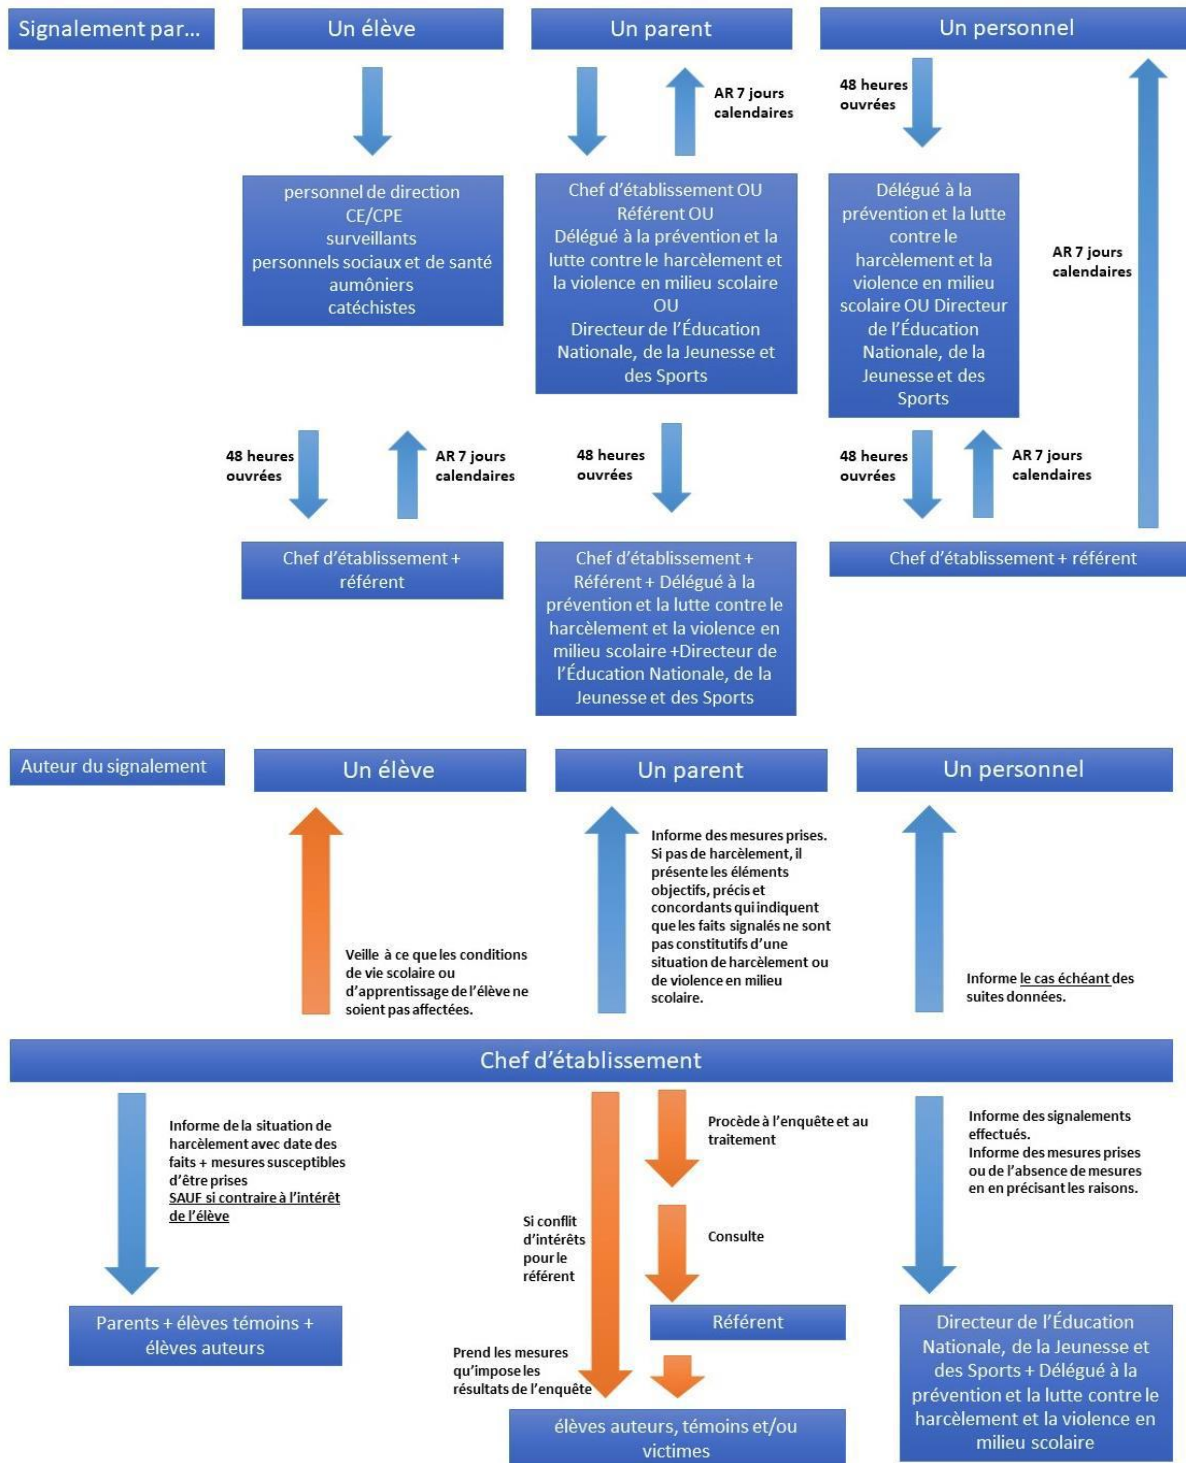 Signalement par...
Un élève
Un parent
Un personnel
AR 7 jours
calendaires
48 heures
ouvrées
personnel de direction
CE/CPE
surveillants
personnels sociaux et de santé
aumôniers
catéchistes
Chef d'établissement OU
Référent OU
Délégué à la prévention et la
lutte contre le harcèlement et
la violence en milieu scolaire
OU
Directeur de l'Éducation
Nationale, de la Jeunesse et
des Sports
Délégué à la
prévention et la lutte
contre le
harcèlement et la
violence en milieu
scolaire OU Directeur
de l'Éducation
Nationale, de la
Jeunesse et des
Sports
AR 7 jours
calendaires
48 heures
ouvrées
AR 7 jours
calendaires
48 heures
ouvrées
48 heures
ouvrées
AR 7 jours
calendaires
Chef d'établissement +
référent
Chef d'établissement +
Référent + Délégué à la
prévention et la lutte contre le
harcèlement et la violence en
milieu scolaire +Directeur de
l'Éducation Nationale, de la
Jeunesse et des Sports
Chef d'établissement + référent
Auteur du signalement
Un élève
Un parent
Un personnel
Veille à ce que les conditions
de vie scolaire ou
d'apprentissage de l'élève ne
soient pas affectées.
Informe des mesures prises.
Si pas de harcèlement, il
présente les éléments
objectifs, précis et
concordants qui indiquent
que les faits signalés ne sont
pas constitutifs d'une
situation de harcèlement ou
de violence en milieu
scolaire.
Informe le cas échéant des
suites données.
Chef d'établissement
Informe de la situation de
harcèlement avec date des
faits + mesures susceptibles
d'être prises
SAUF si contraire à l'intérêt
de l'élève
Parents + élèves témoins +
élèves auteurs
Si conflit
d'intérêts
pour le
référent
Prend les mesures
qu'impose les
résultats de l'enquête
Procède à l'enquête et au
traitement
Consulte
Référent
élèves auteurs, témoins et/ou
victimes
Informe des signalements
effectués.
Informe des mesures prises
ou de l'absence de mesures
en en précisant les raisons.
Directeur de l'Éducation
Nationale, de la Jeunesse et
des Sports + Délégué à la
prévention et la lutte contre le
harcèlement et la violence en
milieu scolaire